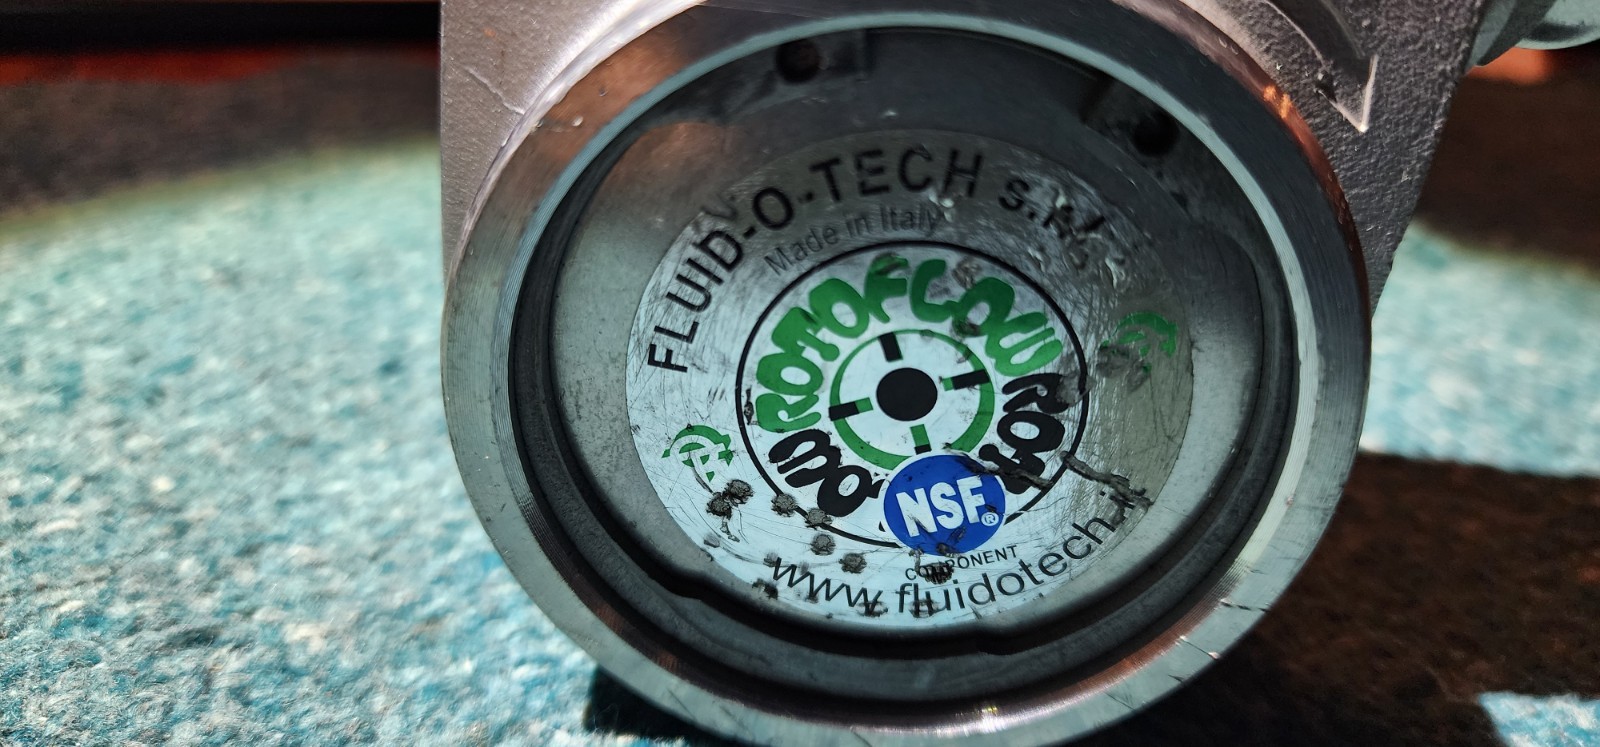 FLUID-O-TECH s.r.l.
Made in Italy
ROTOFLOW
NSF®
COMPONENT
www.fluidotech.it